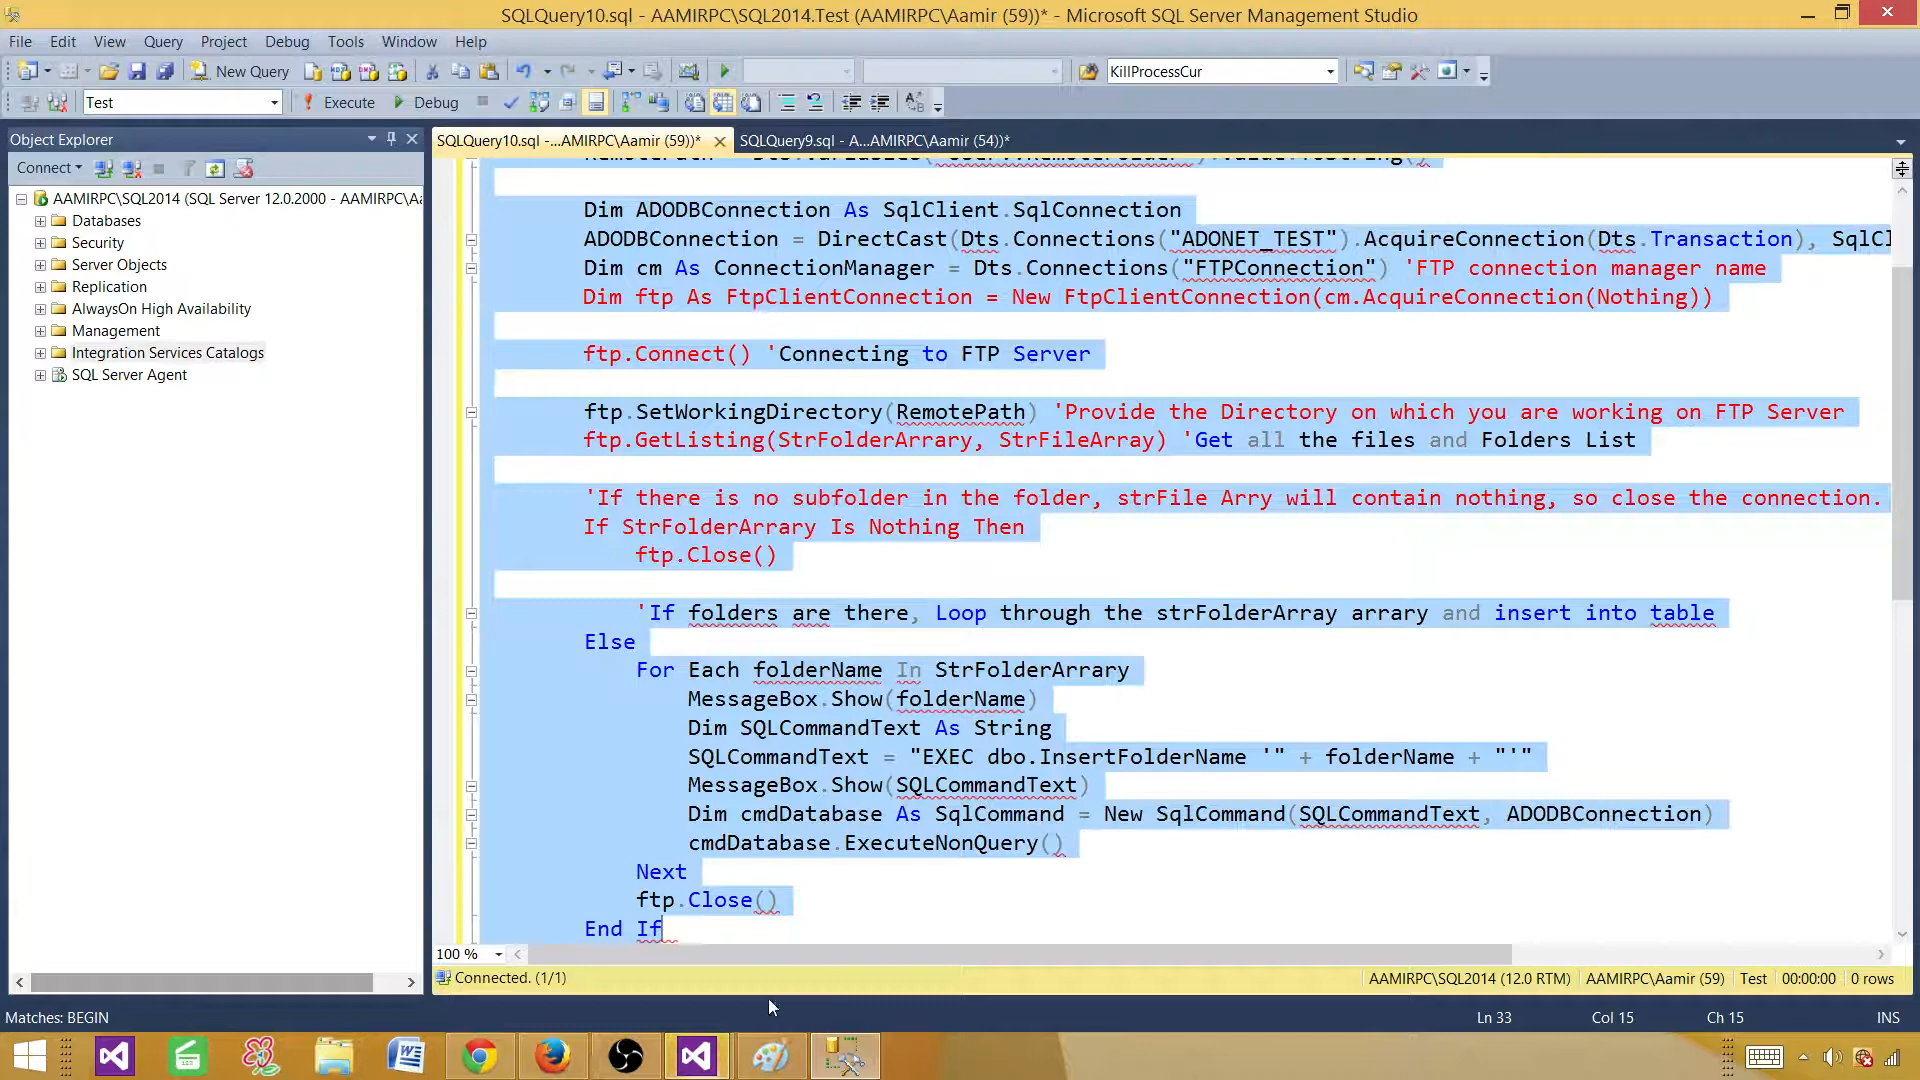 SQLQuery10.sql - AAMIRPC\SQL2014.Test (AAMIRPC\Aamir (59))* - Microsoft SQL Server Management Studio
File Edit View Query Project Debug Tools Window Help
New Query KillProcessCur
Test Execute Debug
Object Explorer
SQLQuery10.sql -...AMIRPC\Aamir (59))* SQLQuery9.sql - A...AMIRPC\Aamir (54))*
Connect
AAMIRPC\SQL2014 (SQL Server 12.0.2000 - AAMIRPC\Aa
Databases
Security
Server Objects
Replication
AlwaysOn High Availability
Management
Integration Services Catalogs
SQL Server Agent
Dim ADODBConnection As SqlClient.SqlConnection
ADODBConnection = DirectCast(Dts.Connections("ADONET_TEST").AcquireConnection(Dts.Transaction), SqlCl
Dim cm As ConnectionManager = Dts.Connections("FTPConnection") 'FTP connection manager name
Dim ftp As FtpClientConnection = New FtpClientConnection(cm.AcquireConnection(Nothing))
ftp.Connect() 'Connecting to FTP Server
ftp.SetWorkingDirectory(RemotePath) 'Provide the Directory on which you are working on FTP Server
ftp.GetListing(StrFolderArrary, StrFileArray) 'Get all the files and Folders List
'If there is no subfolder in the folder, strFile Arry will contain nothing, so close the connection.
If StrFolderArrary Is Nothing Then
ftp.Close()
'If folders are there, Loop through the strFolderArray arrary and insert into table
Else
For Each folderName In StrFolderArrary
MessageBox.Show(folderName)
Dim SQLCommandText As String
SQLCommandText = "EXEC dbo.InsertFolderName '" + folderName + "'"
MessageBox.Show(SQLCommandText)
Dim cmdDatabase As SqlCommand = New SqlCommand(SQLCommandText, ADODBConnection)
cmdDatabase.ExecuteNonQuery()
Next
ftp.Close()
End If
100 %
Connected. (1/1) AAMIRPC\SQL2014 (12.0 RTM) AAMIRPC\Aamir (59) Test 00:00:00 0 rows
Matches: BEGIN Ln 33 Col 15 Ch 15 INS